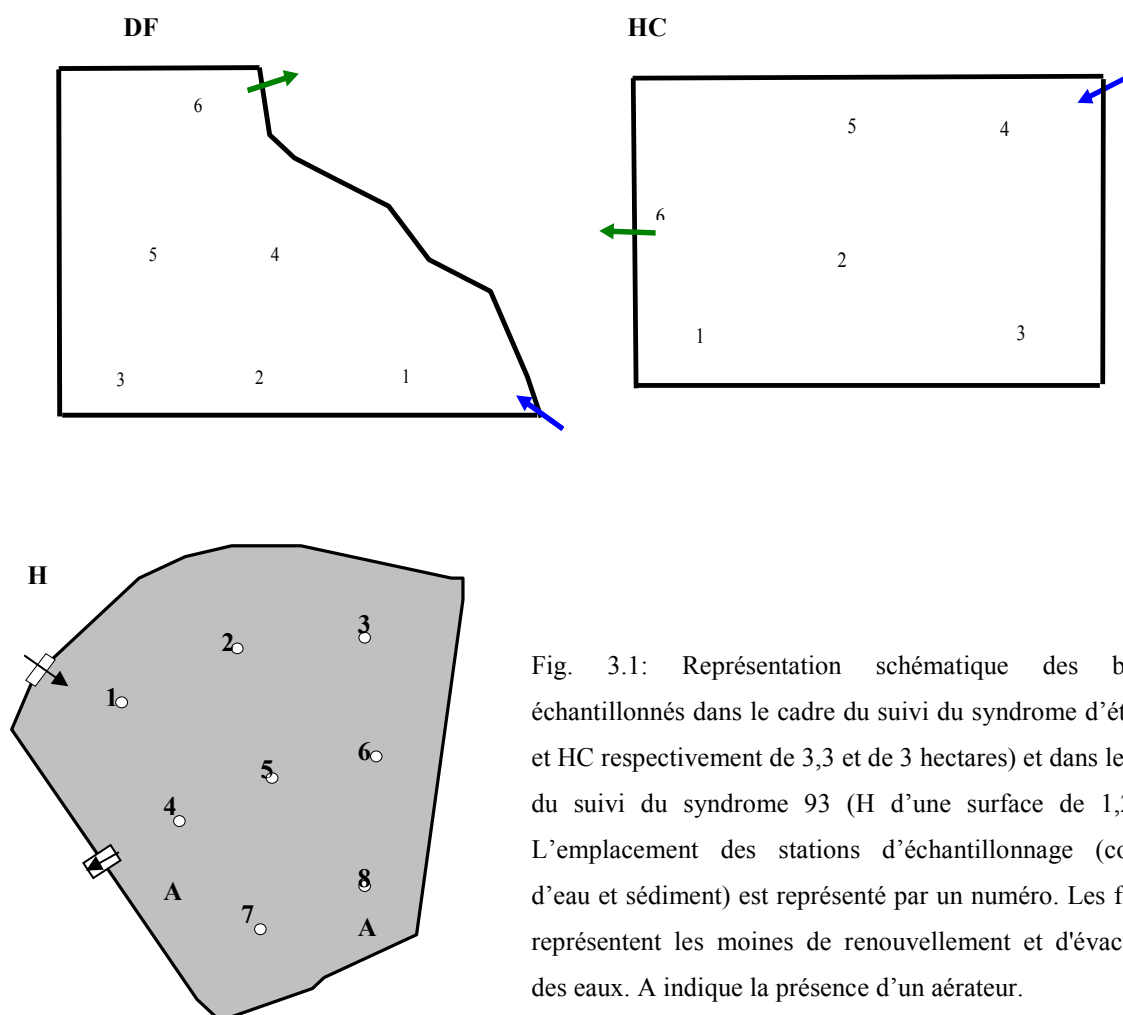 DF
6
5 4
3 2 1
HC
5 4
6
2
1 3
H
3
2
1
6
5
4
8
A
7 A
Fig. 3.1: Représentation schématique des b
échantillonnés dans le cadre du suivi du syndrome d’ét
et HC respectivement de 3,3 et de 3 hectares) et dans le
du suivi du syndrome 93 (H d’une surface de 1,2
L’emplacement des stations d’échantillonnage (co
d’eau et sédiment) est représenté par un numéro. Les f
représentent les moines de renouvellement et d'évac
des eaux. A indique la présence d’un aérateur.